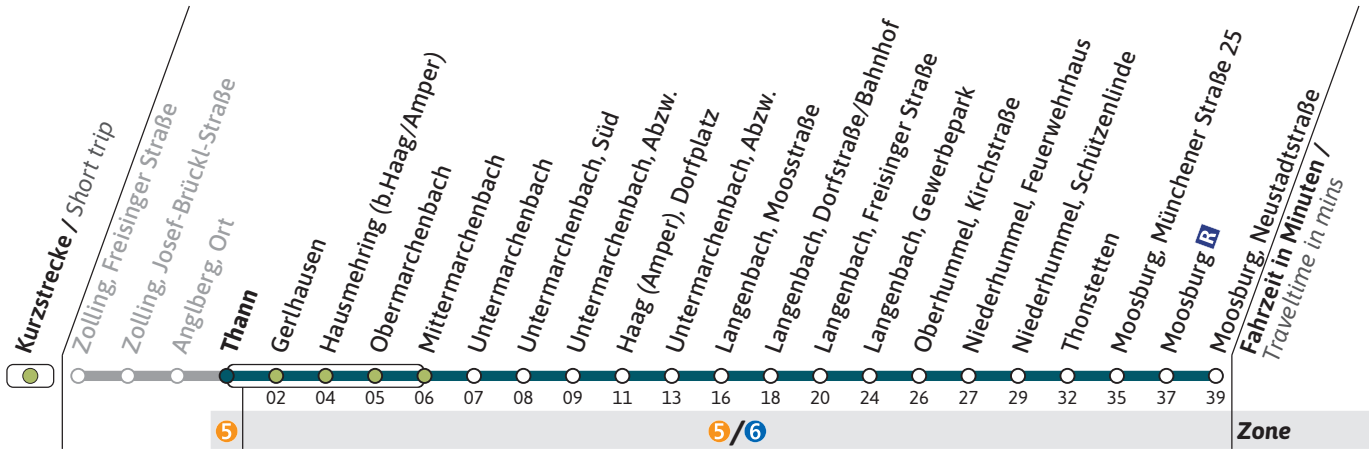 Kurzstrecke / Short trip
Zolling, Freisinger Straße
Zolling, Josef-Brückl-Straße
Anglberg, Ort
Thann
Gerlhausen
Hausmehring (b.Haag/Amper)
Obermarchenbach
Mittermarchenbach
Untermarchenbach
Untermarchenbach
Untermarchenbach, Süd
Untermarchenbach, Abzw.
Haag (Amper), Dorfplatz
Untermarchenbach, Abzw.
Langenbach, Moosstraße
Langenbach, Dorfstraße/Bahnhof
Langenbach, Freisinger Straße
Langenbach, Gewerbepark
Oberhummel, Kirchstraße
Niederhummel, Feuerwehrhaus
Niederhummel, Schützenlinde
Thonstetten
Moosburg, Münchener Straße 25
Moosburg R
Moosburg, Neustadtstraße
Fahrzeit in Minuten /
Traveltime in mins
02 04 05 06 07 08 09 11 13 16 18 20 24 26 27 29 32 35 37 39
5 5/6 Zone